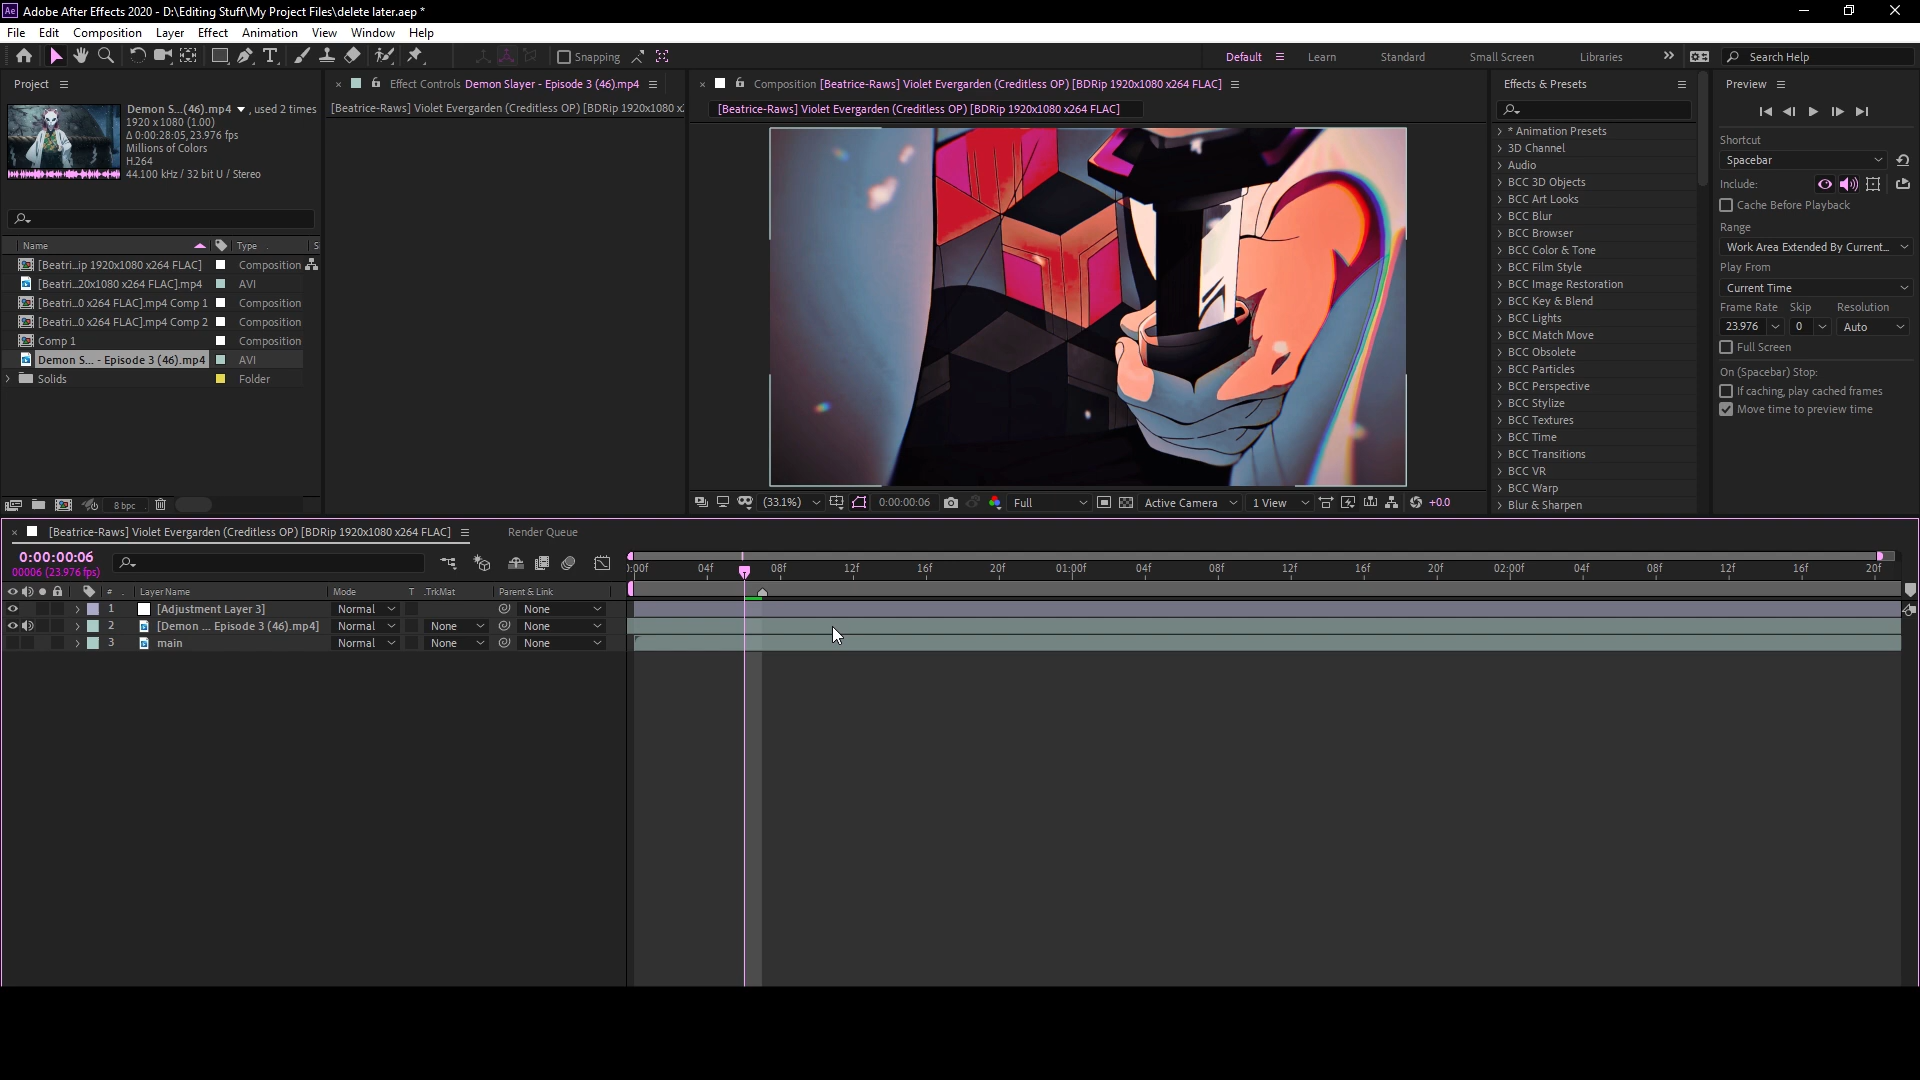 Ae Adobe After Effects 2020 - D:\Editing Stuff\My Project Files\delete later.aep *
File Edit Composition Layer Effect Animation View Window Help
Snapping
Default Learn Standard Small Screen Libraries Search Help
Project
Demon S...(46).mp4 , used 2 times
1920 x 1080 (1.00)
Δ 0:00:28:05, 23.976 fps
Millions of Colors
H.264
44.100 kHz / 32 bit U / Stereo
Name Type S
[Beatri...ip 1920x1080 x264 FLAC] Composition
[Beatri...20x1080 x264 FLAC].mp4 AVI
[Beatri...0 x264 FLAC].mp4 Comp 1 Composition
[Beatri...0 x264 FLAC].mp4 Comp 2 Composition
Comp 1 Composition
Demon S... - Episode 3 (46).mp4 AVI
Solids Folder
8 bpc
Effect Controls Demon Slayer - Episode 3 (46).mp4
[Beatrice-Raws] Violet Evergarden (Creditless OP) [BDRip 1920x1080 x
Composition [Beatrice-Raws] Violet Evergarden (Creditless OP) [BDRip 1920x1080 x264 FLAC]
[Beatrice-Raws] Violet Evergarden (Creditless OP) [BDRip 1920x1080 x264 FLAC]
(33.1%) 0:00:00:06 Full Active Camera 1 View +0.0
Effects & Presets
* Animation Presets
3D Channel
Audio
BCC 3D Objects
BCC Art Looks
BCC Blur
BCC Browser
BCC Color & Tone
BCC Film Style
BCC Image Restoration
BCC Key & Blend
BCC Lights
BCC Match Move
BCC Obsolete
BCC Particles
BCC Perspective
BCC Stylize
BCC Textures
BCC Time
BCC Transitions
BCC VR
BCC Warp
Blur & Sharpen
Preview
Shortcut
Spacebar
Include:
Cache Before Playback
Range
Work Area Extended By Current...
Play From
Current Time
Frame Rate Skip Resolution
23.976 0 Auto
Full Screen
On (Spacebar) Stop:
If caching, play cached frames
Move time to preview time
[Beatrice-Raws] Violet Evergarden (Creditless OP) [BDRip 1920x1080 x264 FLAC] Render Queue
0:00:00:06
00006 (23.976 fps)
):00f 04f 08f 12f 16f 20f 01:00f 04f 08f 12f 16f 20f 02:00f 04f 08f 12f 16f 20f
# Layer Name Mode T .TrkMat Parent & Link
1 [Adjustment Layer 3] Normal None
2 [Demon ... Episode 3 (46).mp4] Normal None None
3 main Normal None None